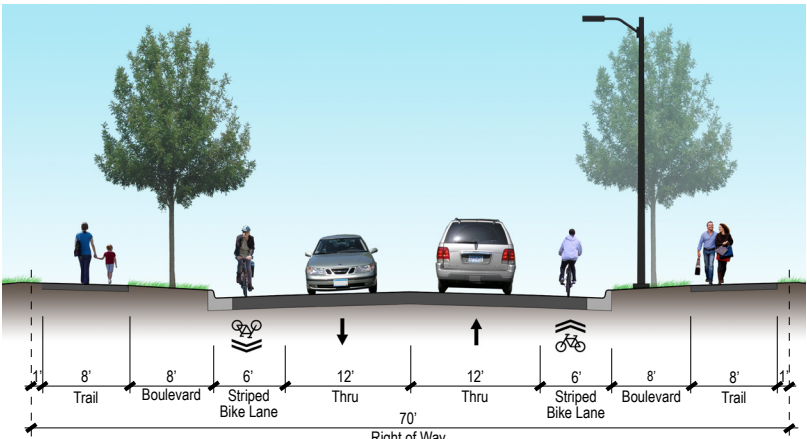 1' 8' 8' 6' 12' 12' 6' 8' 8' 1'
Trail Boulevard Striped Thru Thru Striped Boulevard Trail
Bike Lane Bike Lane
70'
Right of Way